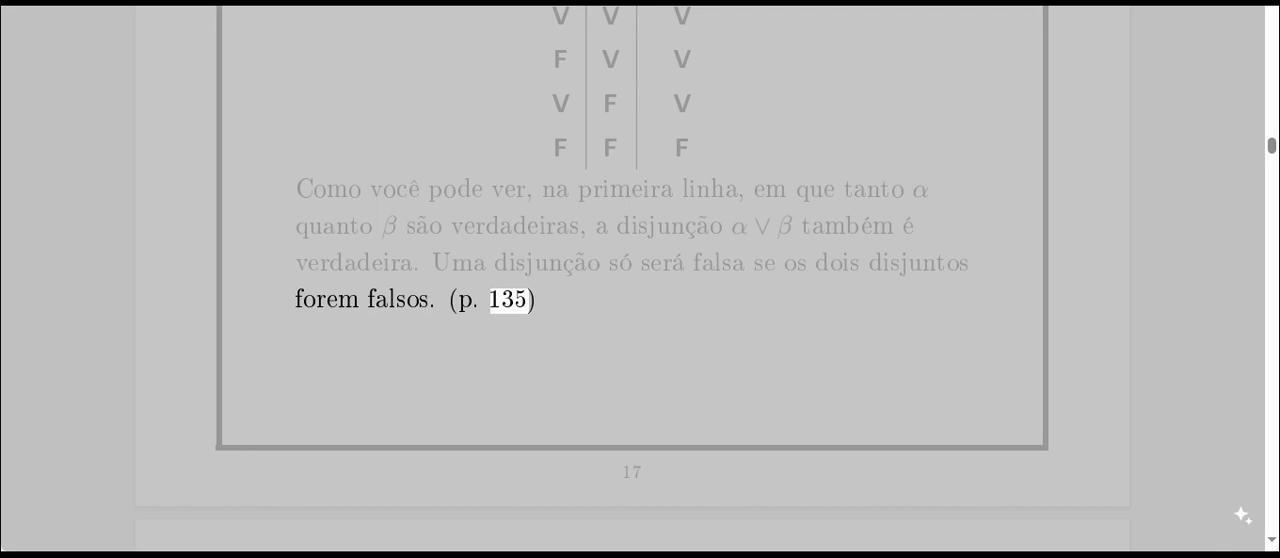 V V V
F V V
V F V
F F F
Como você pode ver, na primeira linha, em que tanto α
quanto β são verdadeiras, a disjunção α ∨ β também é
verdadeira. Uma disjunção só será falsa se os dois disjuntos
forem falsos. (p. 135)
17